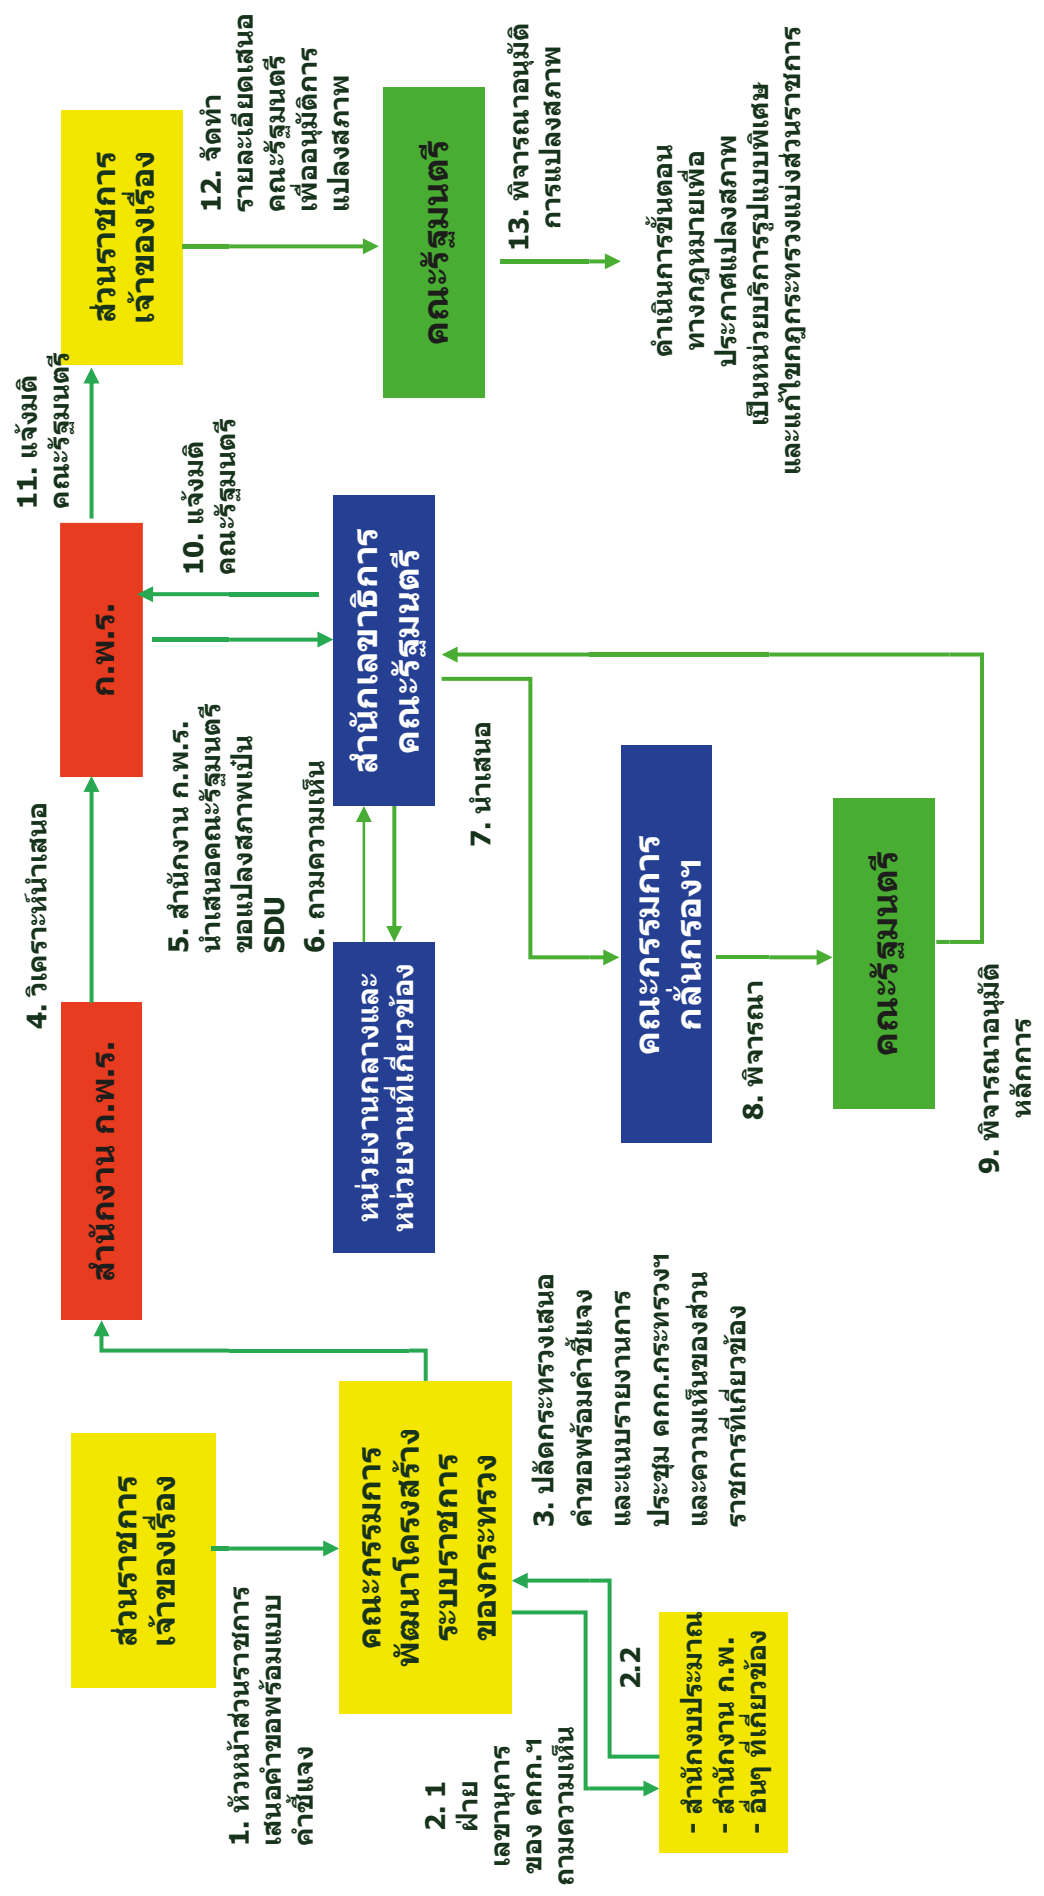 ส่วนราชการ
เจ้าของเรื่อง
1. หัวหน้าส่วนราชการ
เสนอคำขอพร้อมแบบ
คำชี้แจง
คณะกรรมการ
พัฒนาโครงสร้าง
ระบบราชการ
ของกระทรวง
2. 1
ฝ่าย
เลขานุการ
ของ คกก.ฯ
ถามความเห็น
2.2
- สำนักงบประมาณ
- สำนักงาน ก.พ.
- อื่นๆ ที่เกี่ยวข้อง
3. ปลัดกระทรวงเสนอ
คำขอพร้อมคำชี้แจง
และแนบรายงานการ
ประชุม คกก.กระทรวงฯ
และความเห็นของส่วน
ราชการที่เกี่ยวข้อง
สำนักงาน ก.พ.ร.
4. วิเคราะห์นำเสนอ
ก.พ.ร.
5. สำนักงาน ก.พ.ร.
นำเสนอคณะรัฐมนตรี
ขอแปลงสภาพเป็น
SDU
6. ถามความเห็น
หน่วยงานกลางและ
หน่วยงานที่เกี่ยวข้อง
สำนักเลขาธิการ
คณะรัฐมนตรี
7. นำเสนอ
คณะกรรมการ
กลั่นกรองฯ
8. พิจารณา
คณะรัฐมนตรี
9. พิจารณาอนุมัติ
หลักการ
10. แจ้งมติ
คณะรัฐมนตรี
11. แจ้งมติ
คณะรัฐมนตรี
ส่วนราชการ
เจ้าของเรื่อง
12. จัดทำ
รายละเอียดเสนอ
คณะรัฐมนตรี
เพื่ออนุมัติการ
แปลงสภาพ
คณะรัฐมนตรี
13. พิจารณาอนุมัติ
การแปลงสภาพ
ดำเนินการขั้นตอน
ทางกฎหมายเพื่อ
ประกาศแปลงสภาพ
เป็นหน่วยบริการรูปแบบพิเศษ
และแก้ไขกฎกระทรวงแบ่งส่วนราชการ